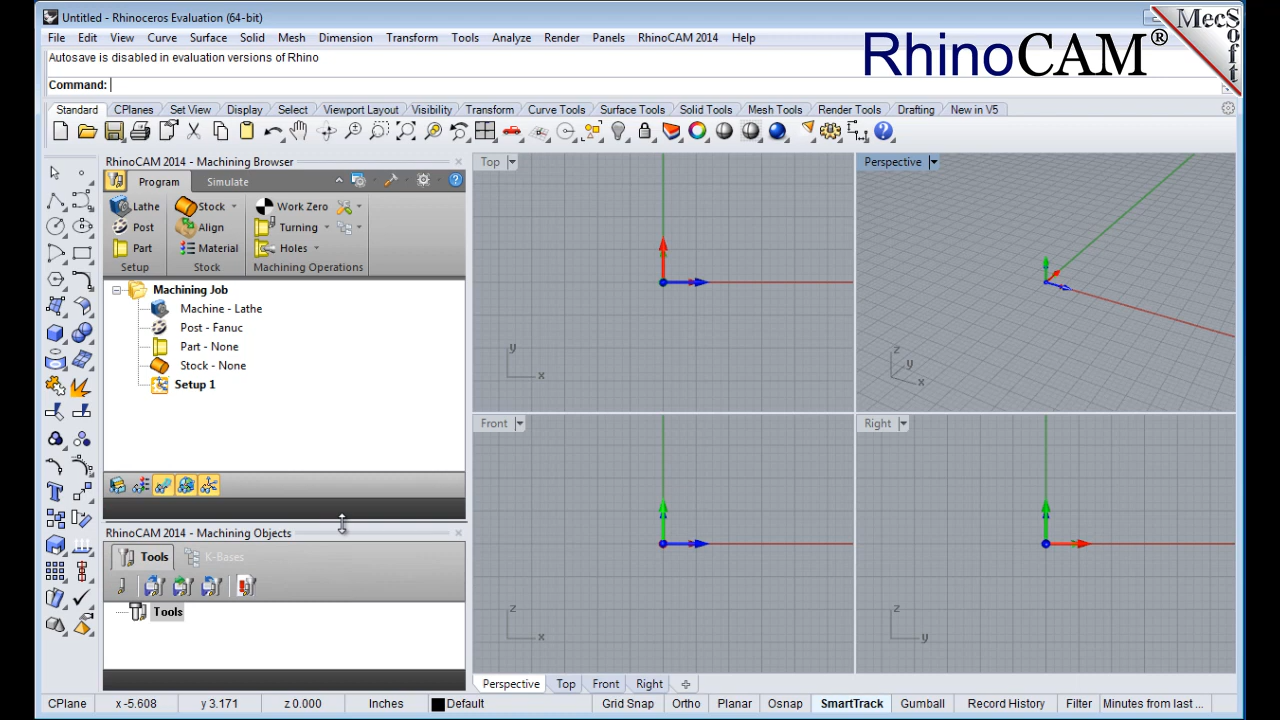 Untitled - Rhinoceros Evaluation (64-bit)
File Edit View Curve Surface Solid Mesh Dimension Transform Tools Analyze Render Panels RhinoCAM 2014 Help
RhinoCAM®
MecSoft
Autosave is disabled in evaluation versions of Rhino
Command:
Standard CPlanes Set View Display Select Viewport Layout Visibility Transform Curve Tools Surface Tools Solid Tools Mesh Tools Render Tools Drafting New in V5
RhinoCAM 2014 - Machining Browser
Program Simulate
Lathe Stock Work Zero
Post Align Turning
Part Material Holes
Setup Stock Machining Operations
Machining Job
Machine - Lathe
Post - Fanuc
Part - None
Stock - None
Setup 1
RhinoCAM 2014 - Machining Objects
Tools K-Bases
Tools
Top
y
x
Perspective
z
y
x
Front
z
x
Right
z
y
Perspective Top Front Right
CPlane x -5.608 y 3.171 z 0.000 Inches Default Grid Snap Ortho Planar Osnap SmartTrack Gumball Record History Filter Minutes from last ...